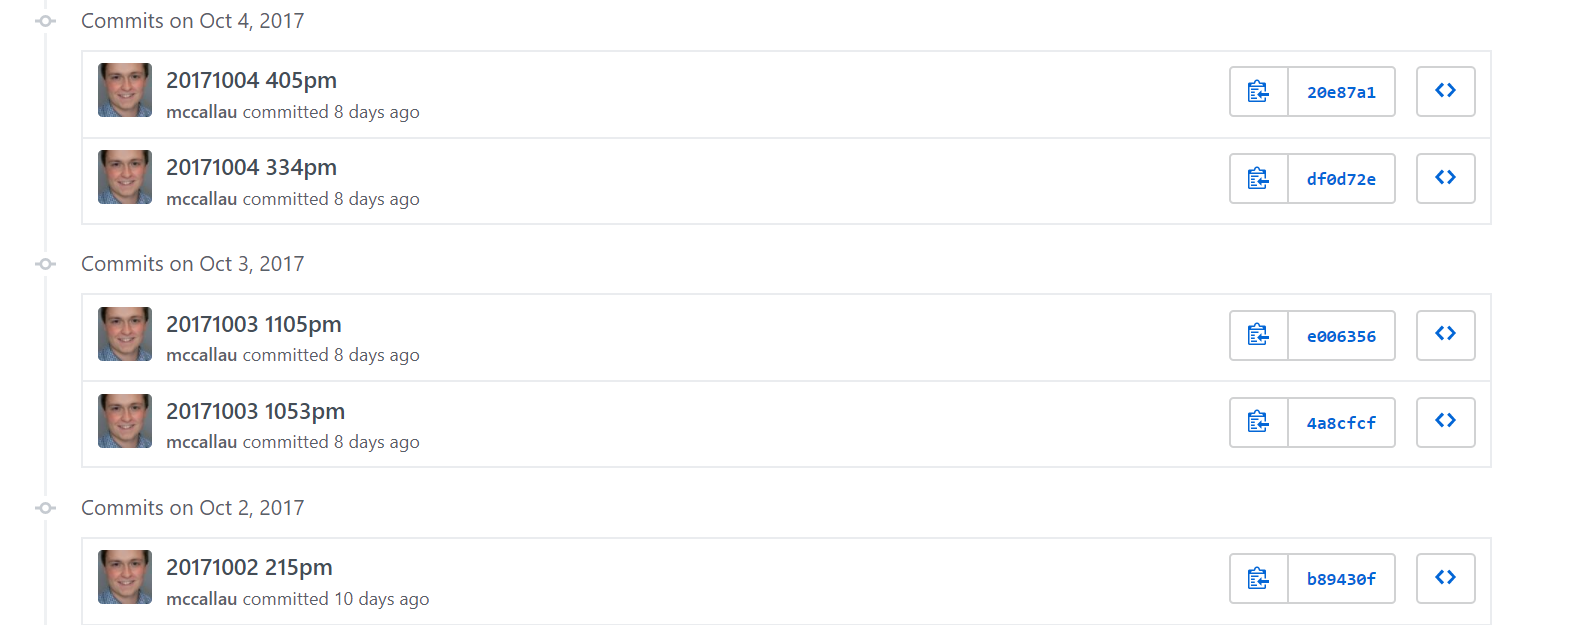 Commits on Oct 4, 2017
20171004 405pm
mccallau committed 8 days ago
20e87a1
20171004 334pm
mccallau committed 8 days ago
df0d72e
Commits on Oct 3, 2017
20171003 1105pm
mccallau committed 8 days ago
e006356
20171003 1053pm
mccallau committed 8 days ago
4a8cfcf
Commits on Oct 2, 2017
20171002 215pm
mccallau committed 10 days ago
b89430f